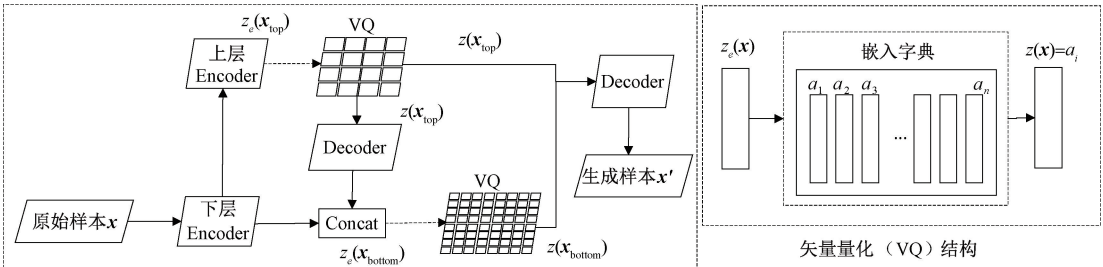 z_e(x_top)
VQ
z(x_top)
上层
Encoder
z(x_top)
Decoder
Decoder
生成样本x'
VQ
原始样本x
下层
Encoder
Concat
z_e(x_bottom)
z(x_bottom)
z_e(x)
嵌入字典
z(x)=a_i
a_1 a_2 a_3 a_n
...
矢量量化（VQ）结构